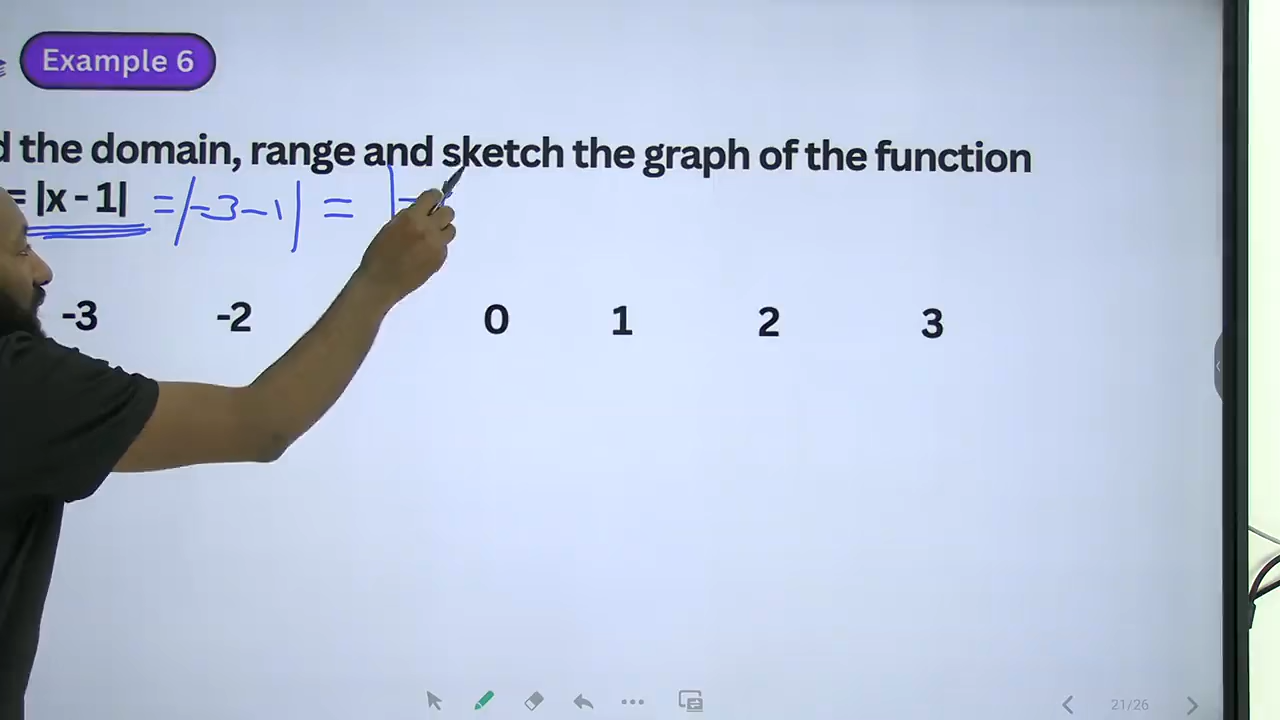 Example 6
the domain, range and sketch the graph of the function
= |x - 1| = |-3-1| =
-3 -2 0 1 2 3
21/26